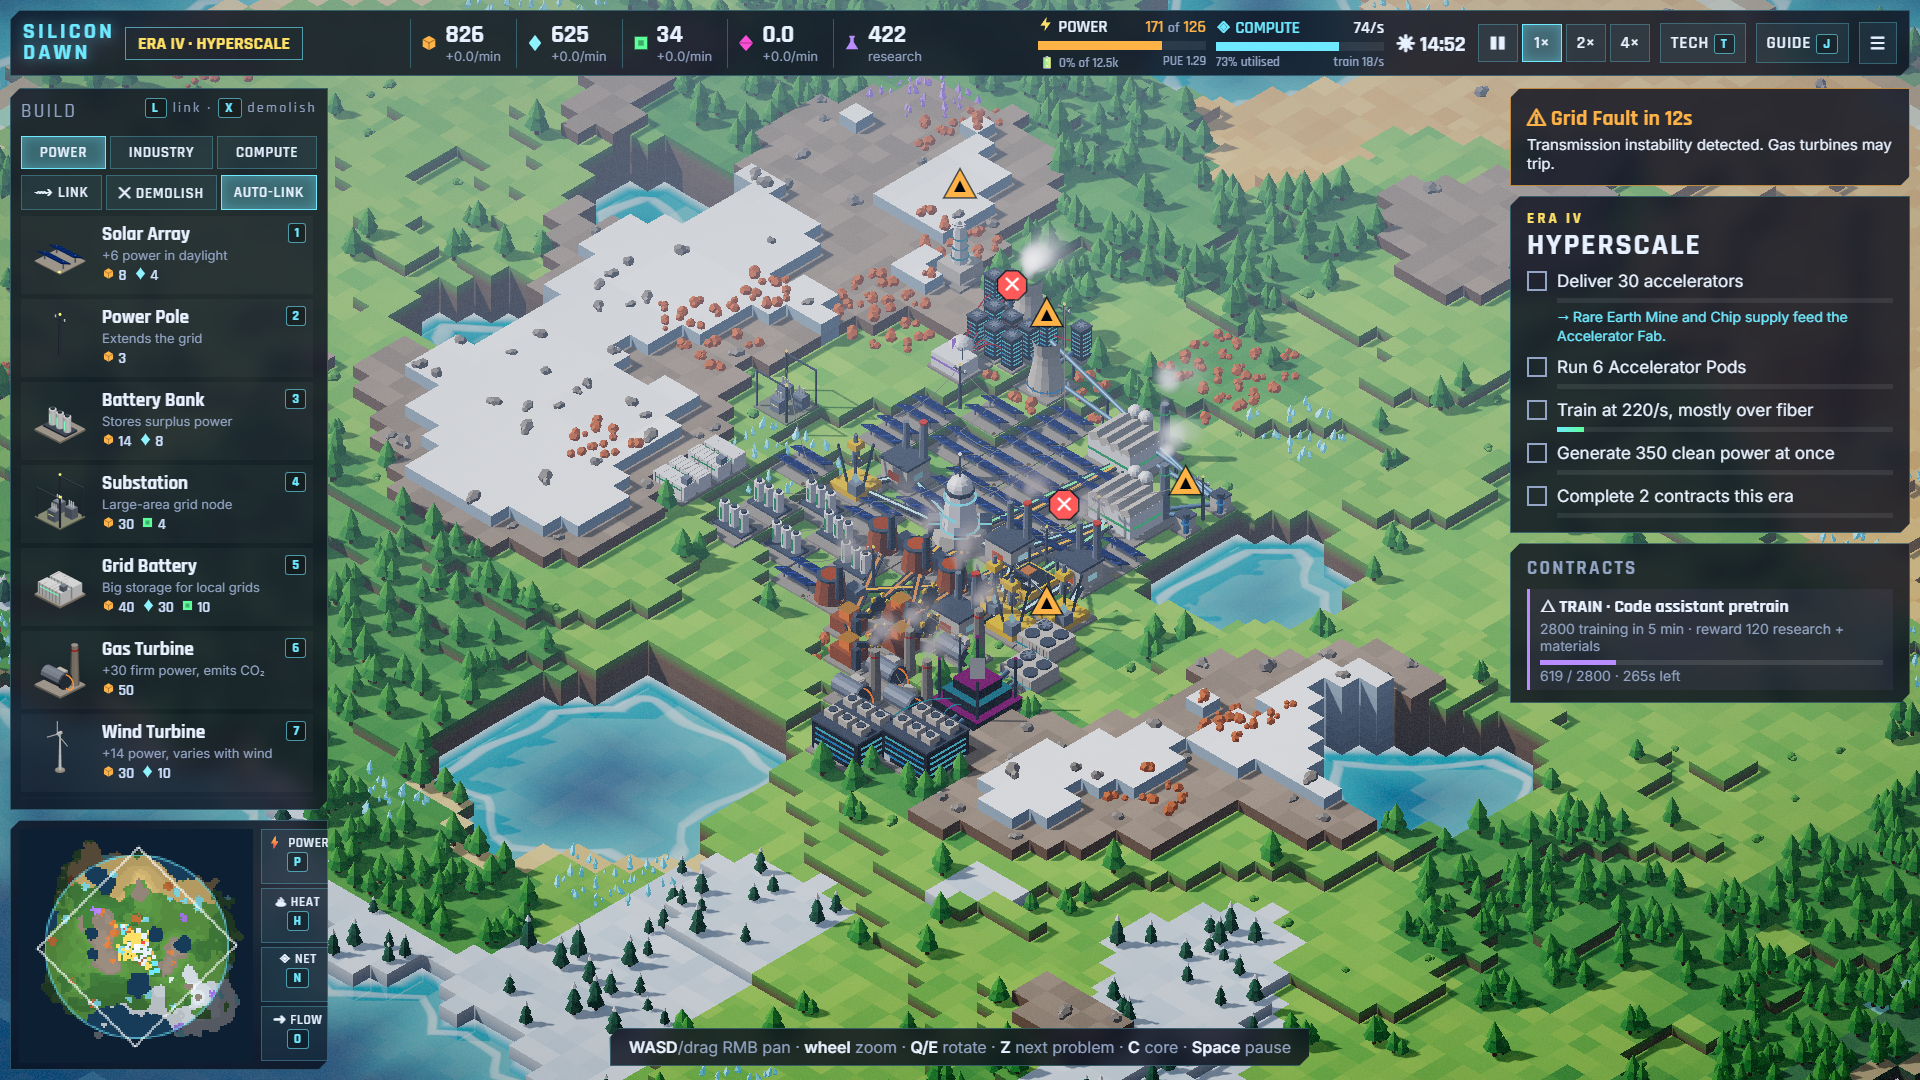 SILICON
DAWN
ERA IV · HYPERSCALE
826
+0.0/min
625
+0.0/min
34
+0.0/min
0.0
+0.0/min
422
research
POWER 171 of 126
0% of 12.5k PUE 1.29
COMPUTE 74/s
73% utilised train 18/s
14:52
1×
2×
4×
TECH T
GUIDE J
BUILD L link · X demolish
POWER
INDUSTRY
COMPUTE
LINK
DEMOLISH
AUTO-LINK
Solar Array 1
+6 power in daylight
8 4
Power Pole 2
Extends the grid
3
Battery Bank 3
Stores surplus power
14 8
Substation 4
Large-area grid node
30 4
Grid Battery 5
Big storage for local grids
40 30 10
Gas Turbine 6
+30 firm power, emits CO₂
50
Wind Turbine 7
+14 power, varies with wind
30 10
POWER
P
HEAT
H
NET
N
FLOW
O
Grid Fault in 12s
Transmission instability detected. Gas turbines may
trip.
ERA IV
HYPERSCALE
Deliver 30 accelerators
→ Rare Earth Mine and Chip supply feed the
Accelerator Fab.
Run 6 Accelerator Pods
Train at 220/s, mostly over fiber
Generate 350 clean power at once
Complete 2 contracts this era
CONTRACTS
TRAIN · Code assistant pretrain
2800 training in 5 min · reward 120 research +
materials
619 / 2800 · 265s left
WASD/drag RMB pan · wheel zoom · Q/E rotate · Z next problem · C core · Space pause